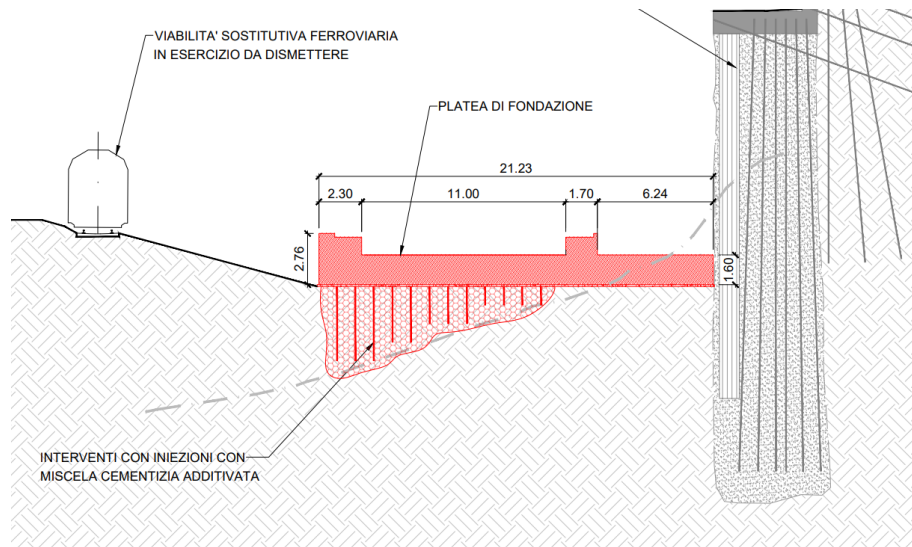 VIABILITA' SOSTITUTIVA FERROVIARIA
IN ESERCIZIO DA DISMETTERE
PLATEA DI FONDAZIONE
21.23
2.30
11.00
1.70
6.24
2.76
1.60
INTERVENTI CON INIEZIONI CON
MISCELA CEMENTIZIA ADDITIVATA